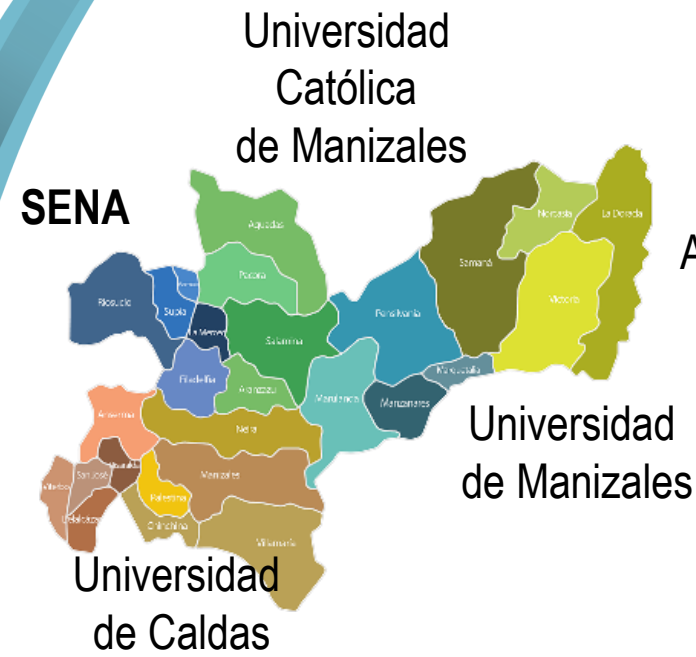 Universidad
Católica
de Manizales
SENA
A
Aguadas
Norcasia
La Dorada
Pácora
Samaná
Riosucio
Victoria
Supía
Pensilvania
La Merced
Salamina
Marquetalia
Filadelfia
Aranzazu
Marulanda
Manzanares
Anserma
Neira
Universidad
de Manizales
Risaralda
San José
Viterbo
Manizales
Palestina
Belalcázar
Chinchina
Villamaría
Universidad
de Caldas